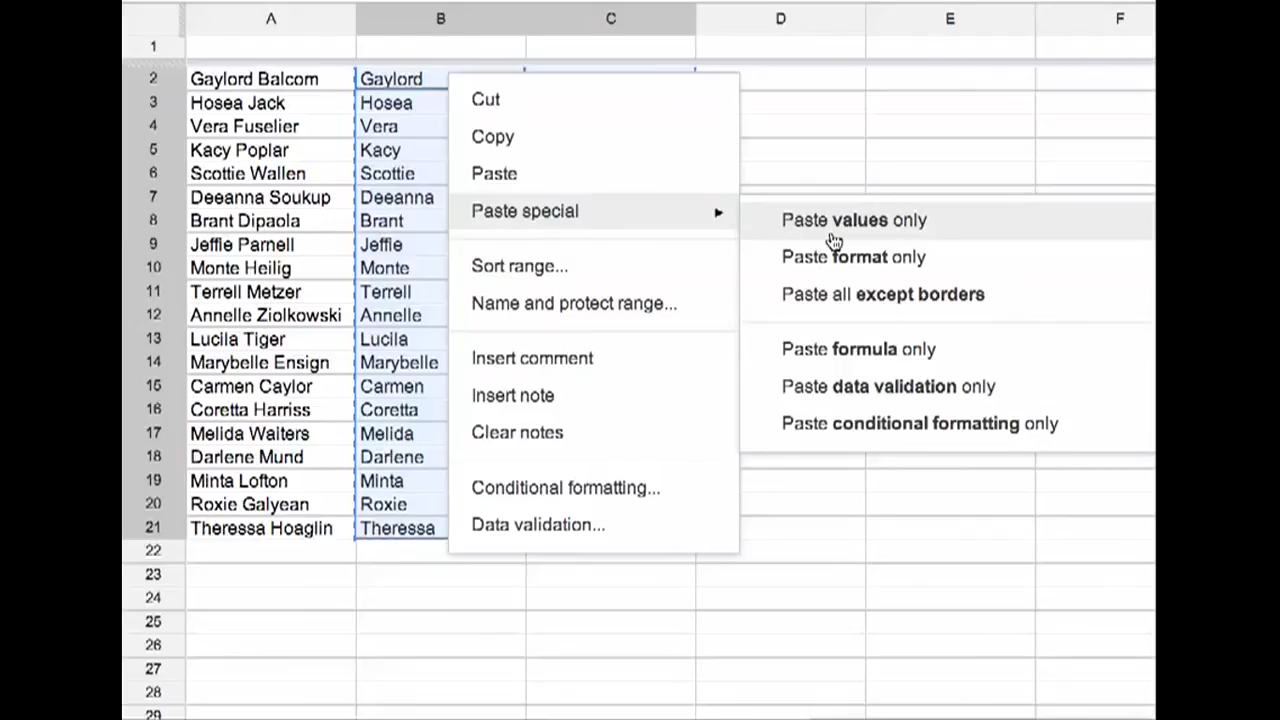 A B C D E F
1
2 Gaylord Balcom Gaylord
3 Hosea Jack Hosea
4 Vera Fuselier Vera
5 Kacy Poplar Kacy
6 Scottie Wallen Scottie
7 Deeanna Soukup Deeanna
8 Brant Dipaola Brant
9 Jeffie Parnell Jeffie
10 Monte Heilig Monte
11 Terrell Metzer Terrell
12 Annelle Ziolkowski Annelle
13 Lucila Tiger Lucila
14 Marybelle Ensign Marybelle
15 Carmen Caylor Carmen
16 Coretta Harriss Coretta
17 Melida Waiters Melida
18 Darlene Mund Darlene
19 Minta Lofton Minta
20 Roxie Galyean Roxie
21 Theressa Hoaglin Theressa
22
23
24
25
26
27
28
29
Cut
Copy
Paste
Paste special
Sort range...
Name and protect range...
Insert comment
Insert note
Clear notes
Conditional formatting...
Data validation...
Paste values only
Paste format only
Paste all except borders
Paste formula only
Paste data validation only
Paste conditional formatting only